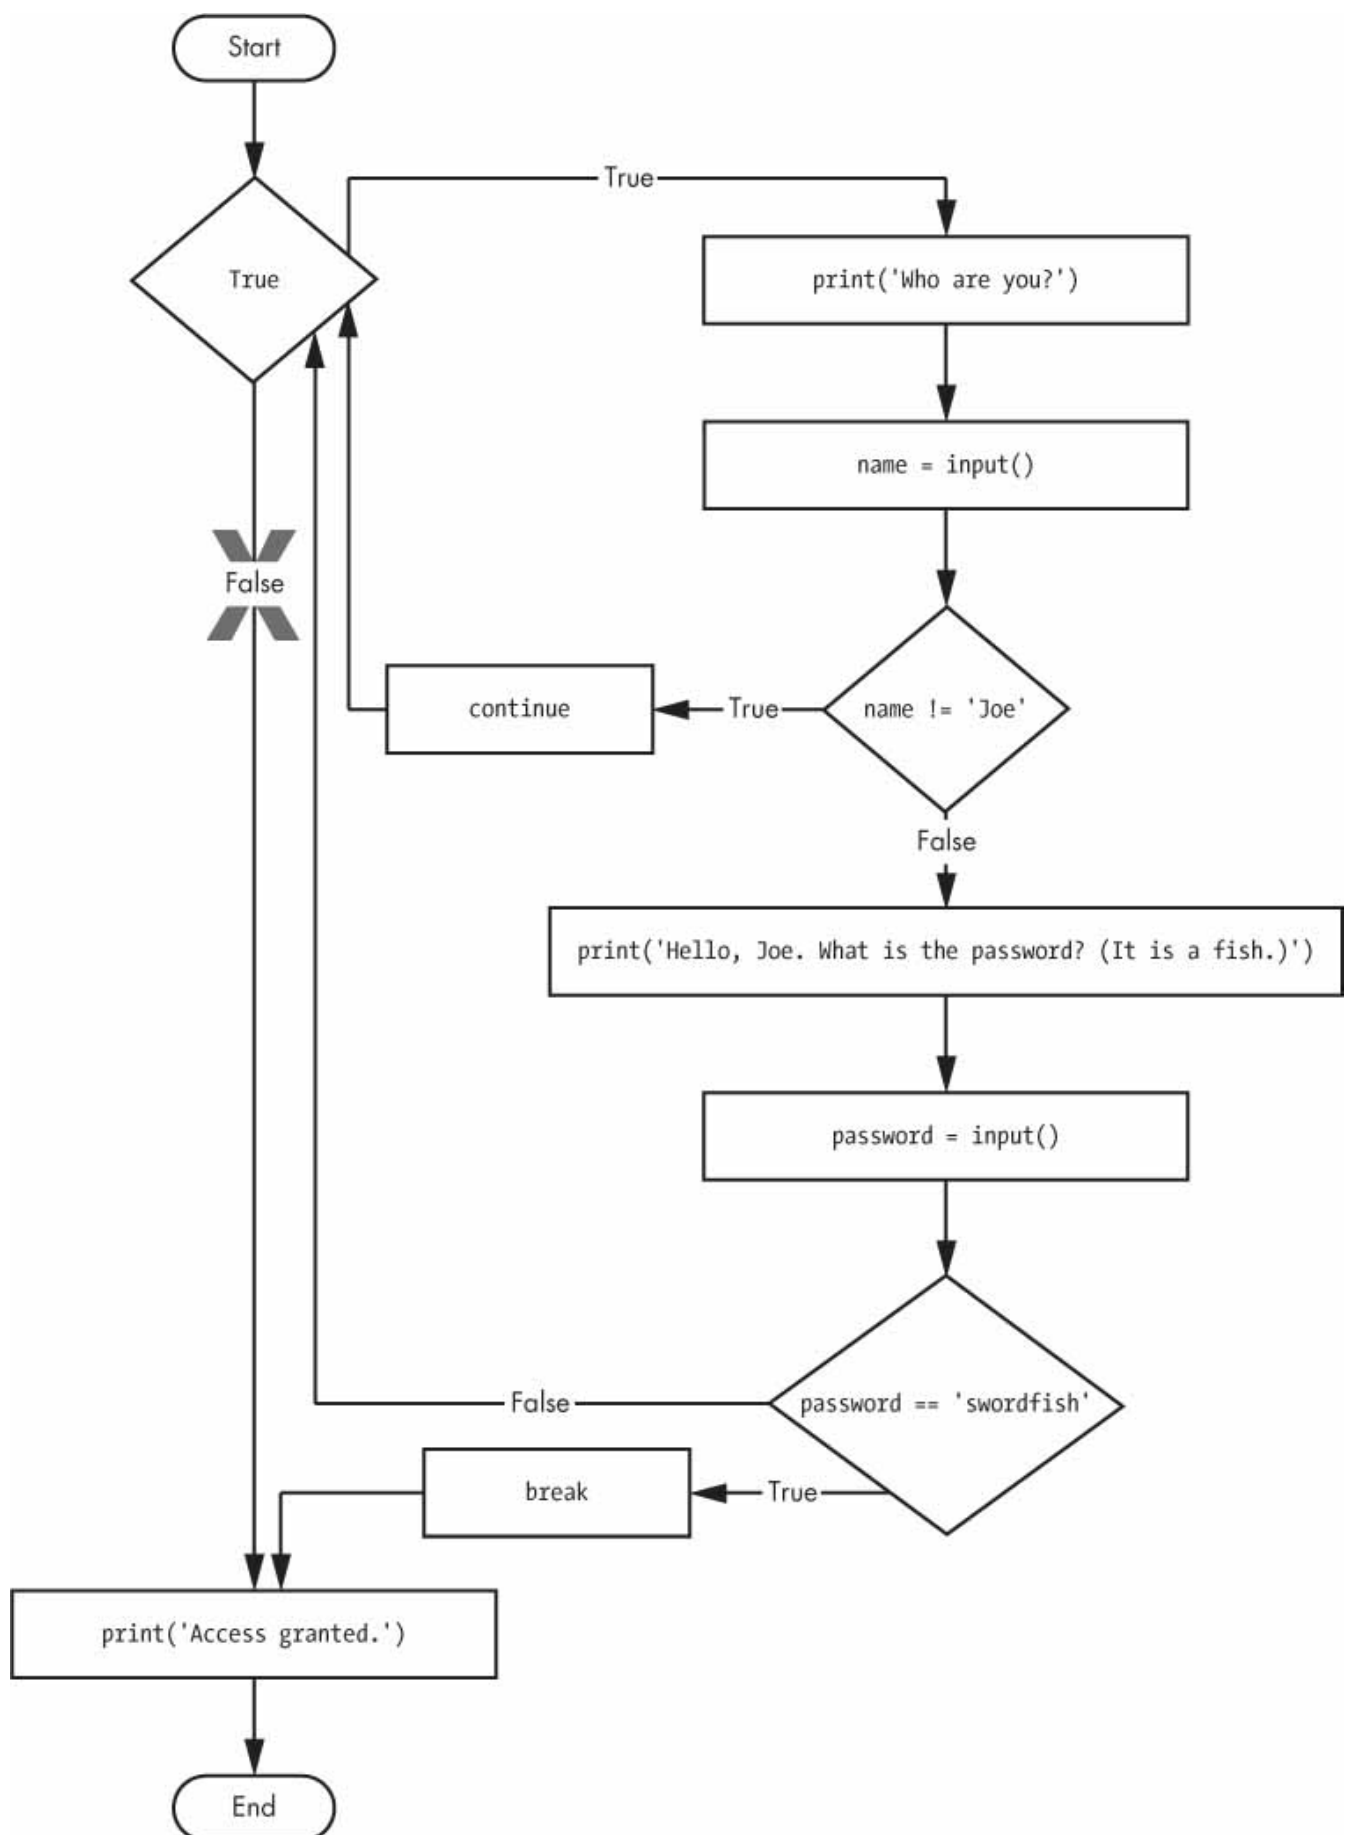 Start
True
True
print('Who are you?')
name = input()
False
continue
True
name != 'Joe'
False
print('Hello, Joe. What is the password? (It is a fish.)')
password = input()
False
password == 'swordfish'
break
True
print('Access granted.')
End